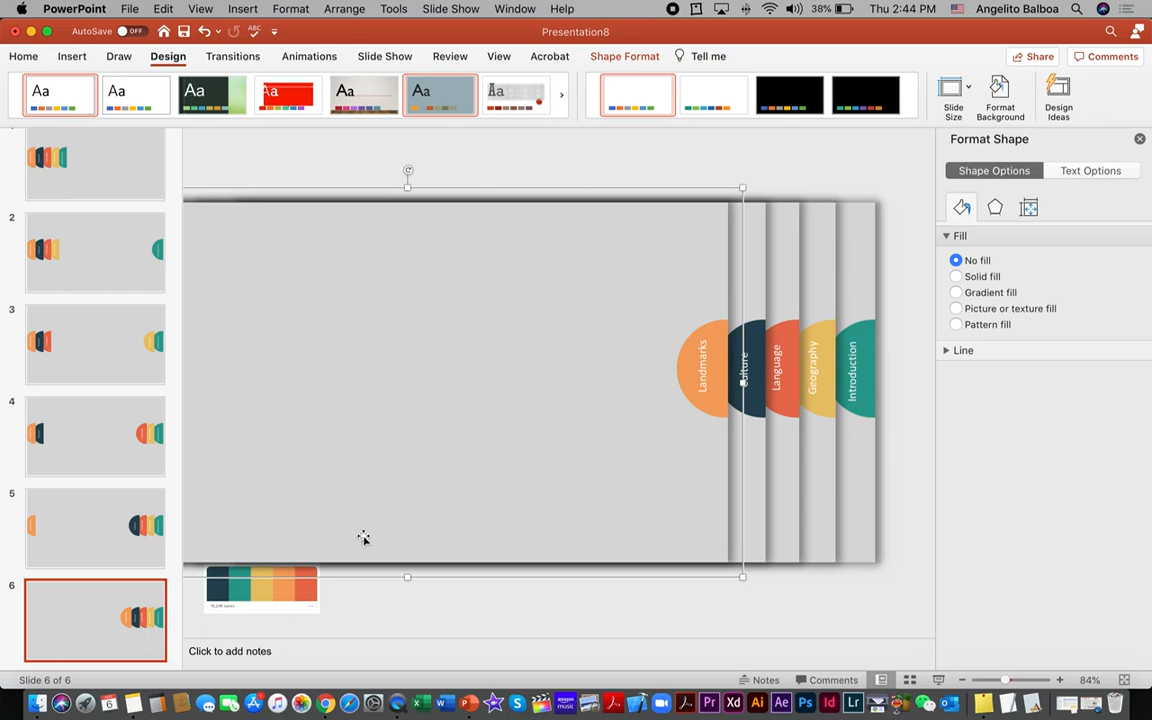 PowerPoint File Edit View Insert Format Arrange Tools Slide Show Window Help 38% Thu 2:44 PM Angelito Balboa
AutoSave OFF Presentation8
Home Insert Draw Design Transitions Animations Slide Show Review View Acrobat Shape Format Tell me Share Comments
Aa Aa Aa Aa Aa Aa Aa
Slide Size
Format Background
Design Ideas
Format Shape
Shape Options Text Options
Fill
No fill
Solid fill
Gradient fill
Picture or texture fill
Pattern fill
Line
2
3
4
5
6
Landmarks
Culture
Language
Geography
Introduction
Click to add notes
Slide 6 of 6 Notes Comments 84%